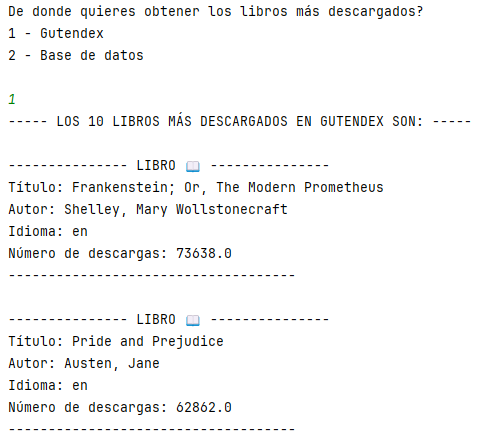 De donde quieres obtener los libros más descargados?
1 - Gutendex
2 - Base de datos
1
----- LOS 10 LIBROS MÁS DESCARGADOS EN GUTENDEX SON: -----
--------------- LIBRO 📖 ---------------
Título: Frankenstein; Or, The Modern Prometheus
Autor: Shelley, Mary Wollstonecraft
Idioma: en
Número de descargas: 73638.0
------------------------------------
--------------- LIBRO 📖 ---------------
Título: Pride and Prejudice
Autor: Austen, Jane
Idioma: en
Número de descargas: 62862.0
------------------------------------